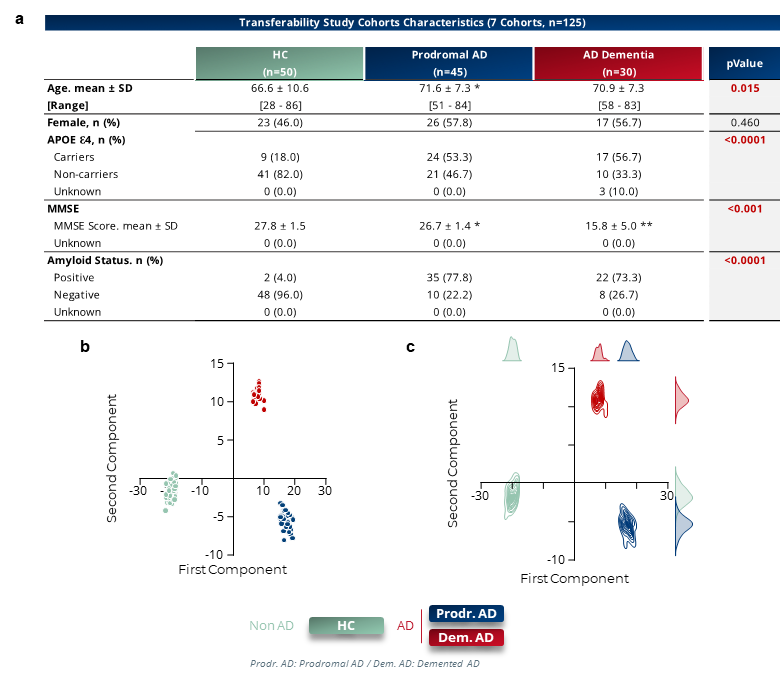 a
Transferability Study Cohorts Characteristics (7 Cohorts, n=125)
HC Prodromal AD AD Dementia pValue
(n=50) (n=45) (n=30)
Age. mean ± SD 66.6 ± 10.6 71.6 ± 7.3 * 70.9 ± 7.3 0.015
[Range] [28 - 86] [51 - 84] [58 - 83]
Female, n (%) 23 (46.0) 26 (57.8) 17 (56.7) 0.460
APOE ε4, n (%) <0.0001
Carriers 9 (18.0) 24 (53.3) 17 (56.7)
Non-carriers 41 (82.0) 21 (46.7) 10 (33.3)
Unknown 0 (0.0) 0 (0.0) 3 (10.0)
MMSE <0.001
MMSE Score. mean ± SD 27.8 ± 1.5 26.7 ± 1.4 * 15.8 ± 5.0 **
Unknown 0 (0.0) 0 (0.0) 0 (0.0)
Amyloid Status. n (%) <0.0001
Positive 2 (4.0) 35 (77.8) 22 (73.3)
Negative 48 (96.0) 10 (22.2) 8 (26.7)
Unknown 0 (0.0) 0 (0.0) 0 (0.0)
b
15
10
5
-30 -10 10 20 30
-5
-10
Second Component
First Component
c
15
-30 30
-10
Second Component
First Component
Non AD HC AD Prodr. AD
Dem. AD
Prodr. AD: Prodromal AD / Dem. AD: Demented AD